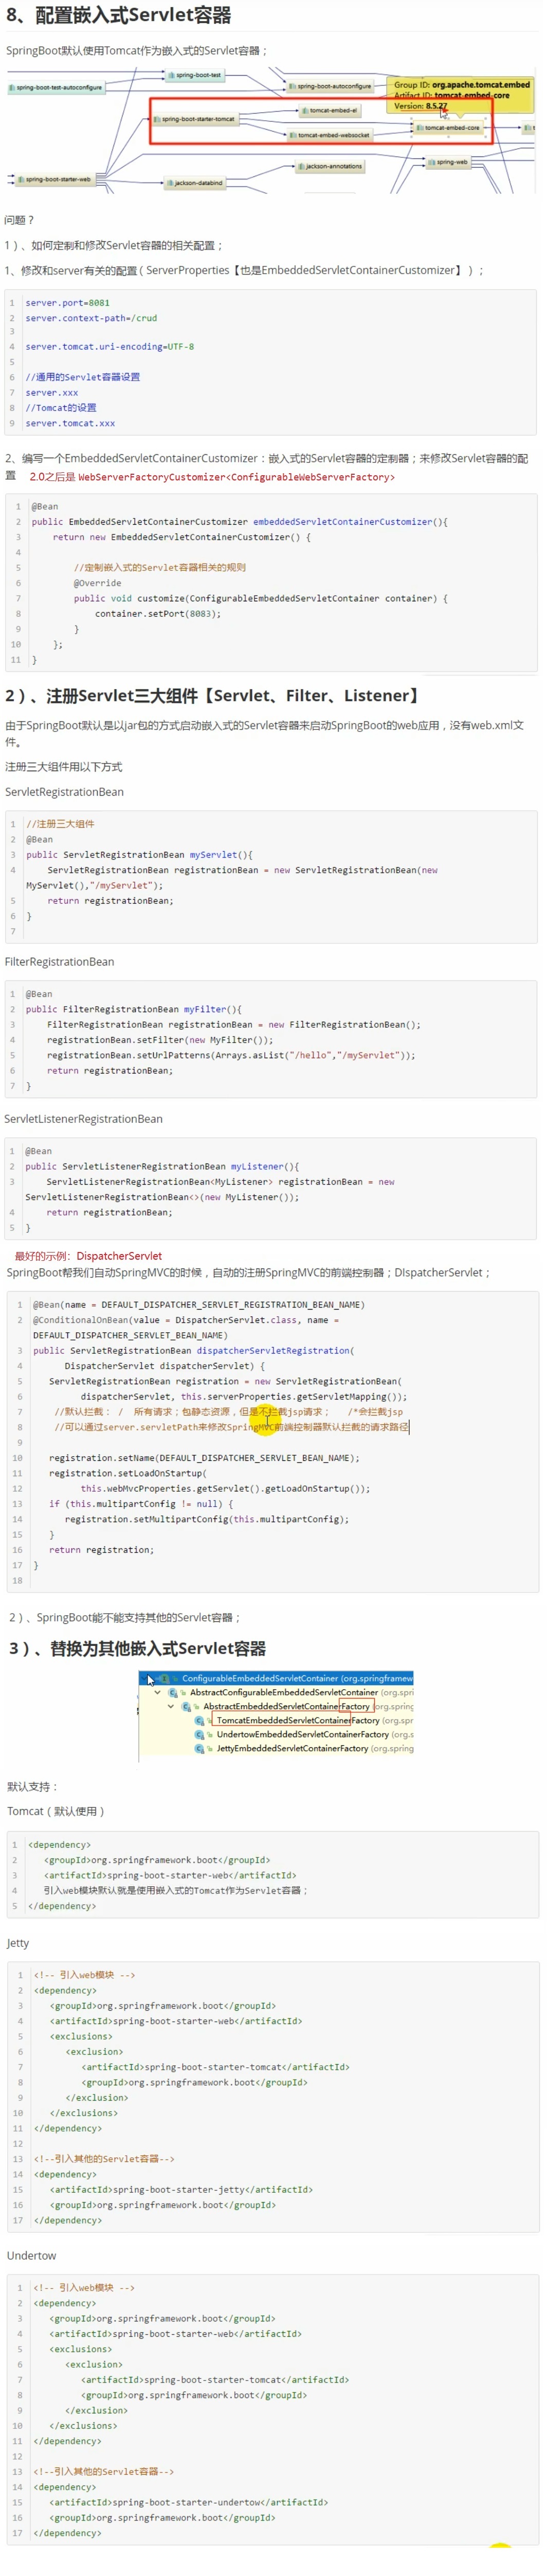 8、配置嵌入式Servlet容器
SpringBoot默认使用Tomcat作为嵌入式的Servlet容器；
spring-boot-test
spring-boot-test-autoconfigure
spring-boot-autoconfigure
Group ID: org.apache.tomcat.embed
Artifact ID: tomcat-embed-core
Version: 8.5.27
tomcat-embed-el
spring-boot-starter-tomcat
tomcat-embed-core
tomcat-embed-websocket
spring-web
jackson-annotations
spring-boot-starter-web
jackson-databind
问题？
1）、如何定制和修改Servlet容器的相关配置；
1、修改和server有关的配置（ServerProperties【也是EmbeddedServletContainerCustomizer】）；
1 server.port=8081
2 server.context-path=/crud
3
4 server.tomcat.uri-encoding=UTF-8
5
6 //通用的Servlet容器设置
7 server.xxx
8 //Tomcat的设置
9 server.tomcat.xxx
2、编写一个EmbeddedServletContainerCustomizer：嵌入式的Servlet容器的定制器；来修改Servlet容器的配
置 2.0之后是 WebServerFactoryCustomizer<ConfigurableWebServerFactory>
1 @Bean
2 public EmbeddedServletContainerCustomizer embeddedServletContainerCustomizer(){
3 return new EmbeddedServletContainerCustomizer() {
4
5 //定制嵌入式的Servlet容器相关的规则
6 @Override
7 public void customize(ConfigurableEmbeddedServletContainer container) {
8 container.setPort(8083);
9 }
10 };
11 }
2）、注册Servlet三大组件【Servlet、Filter、Listener】
由于SpringBoot默认是以jar包的方式启动嵌入式的Servlet容器来启动SpringBoot的web应用，没有web.xml文
件。
注册三大组件用以下方式
ServletRegistrationBean
1 //注册三大组件
2 @Bean
3 public ServletRegistrationBean myServlet(){
4 ServletRegistrationBean registrationBean = new ServletRegistrationBean(new
MyServlet(),"/myServlet");
5 return registrationBean;
6 }
7
FilterRegistrationBean
1 @Bean
2 public FilterRegistrationBean myFilter(){
3 FilterRegistrationBean registrationBean = new FilterRegistrationBean();
4 registrationBean.setFilter(new MyFilter());
5 registrationBean.setUrlPatterns(Arrays.asList("/hello","/myServlet"));
6 return registrationBean;
7 }
ServletListenerRegistrationBean
1 @Bean
2 public ServletListenerRegistrationBean myListener(){
3 ServletListenerRegistrationBean<MyListener> registrationBean = new
ServletListenerRegistrationBean<>(new MyListener());
4 return registrationBean;
5 }
最好的示例：DispatcherServlet
SpringBoot帮我们自动SpringMVC的时候，自动的注册SpringMVC的前端控制器；DIspatcherServlet；
1 @Bean(name = DEFAULT_DISPATCHER_SERVLET_REGISTRATION_BEAN_NAME)
2 @ConditionalOnBean(value = DispatcherServlet.class, name =
DEFAULT_DISPATCHER_SERVLET_BEAN_NAME)
3 public ServletRegistrationBean dispatcherServletRegistration(
4 DispatcherServlet dispatcherServlet) {
5 ServletRegistrationBean registration = new ServletRegistrationBean(
6 dispatcherServlet, this.serverProperties.getServletMapping());
7 //默认拦截： / 所有请求；包静态资源，但是不拦截jsp请求； /*会拦截jsp
8 //可以通过server.servletPath来修改SpringMVC前端控制器默认拦截的请求路径
9
10 registration.setName(DEFAULT_DISPATCHER_SERVLET_BEAN_NAME);
11 registration.setLoadOnStartup(
12 this.webMvcProperties.getServlet().getLoadOnStartup());
13 if (this.multipartConfig != null) {
14 registration.setMultipartConfig(this.multipartConfig);
15 }
16 return registration;
17 }
18
2）、SpringBoot能不能支持其他的Servlet容器；
3）、替换为其他嵌入式Servlet容器
ConfigurableEmbeddedServletContainer (org.springframew
AbstractConfigurableEmbeddedServletContainer (org.spri
AbstractEmbeddedServletContainerFactory (org.spring
TomcatEmbeddedServletContainerFactory (org.spr
UndertowEmbeddedServletContainerFactory (org.s
JettyEmbeddedServletContainerFactory (org.spring
默认支持：
Tomcat（默认使用）
1 <dependency>
2 <groupId>org.springframework.boot</groupId>
3 <artifactId>spring-boot-starter-web</artifactId>
4 引入web模块默认就是使用嵌入式的Tomcat作为Servlet容器；
5 </dependency>
Jetty
1 <!-- 引入web模块 -->
2 <dependency>
3 <groupId>org.springframework.boot</groupId>
4 <artifactId>spring-boot-starter-web</artifactId>
5 <exclusions>
6 <exclusion>
7 <artifactId>spring-boot-starter-tomcat</artifactId>
8 <groupId>org.springframework.boot</groupId>
9 </exclusion>
10 </exclusions>
11 </dependency>
12
13 <!--引入其他的Servlet容器-->
14 <dependency>
15 <artifactId>spring-boot-starter-jetty</artifactId>
16 <groupId>org.springframework.boot</groupId>
17 </dependency>
Undertow
1 <!-- 引入web模块 -->
2 <dependency>
3 <groupId>org.springframework.boot</groupId>
4 <artifactId>spring-boot-starter-web</artifactId>
5 <exclusions>
6 <exclusion>
7 <artifactId>spring-boot-starter-tomcat</artifactId>
8 <groupId>org.springframework.boot</groupId>
9 </exclusion>
10 </exclusions>
11 </dependency>
12
13 <!--引入其他的Servlet容器-->
14 <dependency>
15 <artifactId>spring-boot-starter-undertow</artifactId>
16 <groupId>org.springframework.boot</groupId>
17 </dependency>